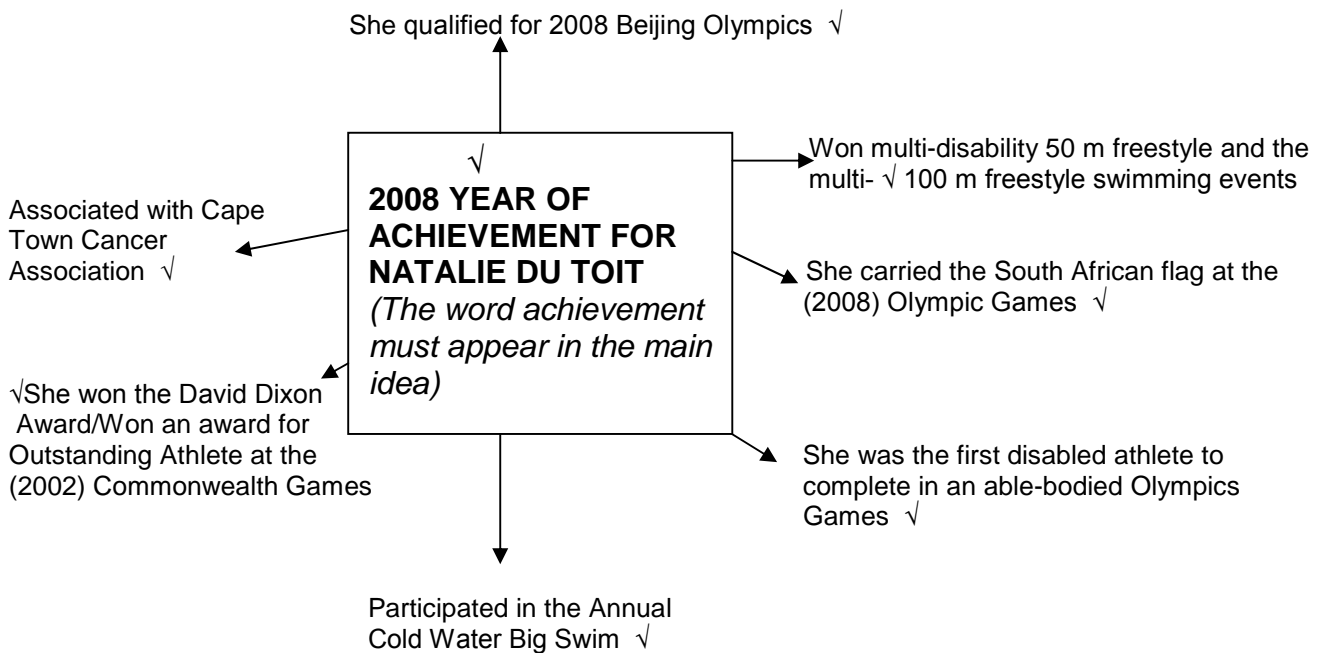 She qualified for 2008 Beijing Olympics √
√
2008 YEAR OF
ACHIEVEMENT FOR
NATALIE DU TOIT
(The word achievement
must appear in the main
idea)
Won multi-disability 50 m freestyle and the
multi- √ 100 m freestyle swimming events
She carried the South African flag at the
(2008) Olympic Games √
She was the first disabled athlete to
complete in an able-bodied Olympics
Games √
Participated in the Annual
Cold Water Big Swim √
√She won the David Dixon
Award/Won an award for
Outstanding Athlete at the
(2002) Commonwealth Games
Associated with Cape
Town Cancer
Association √